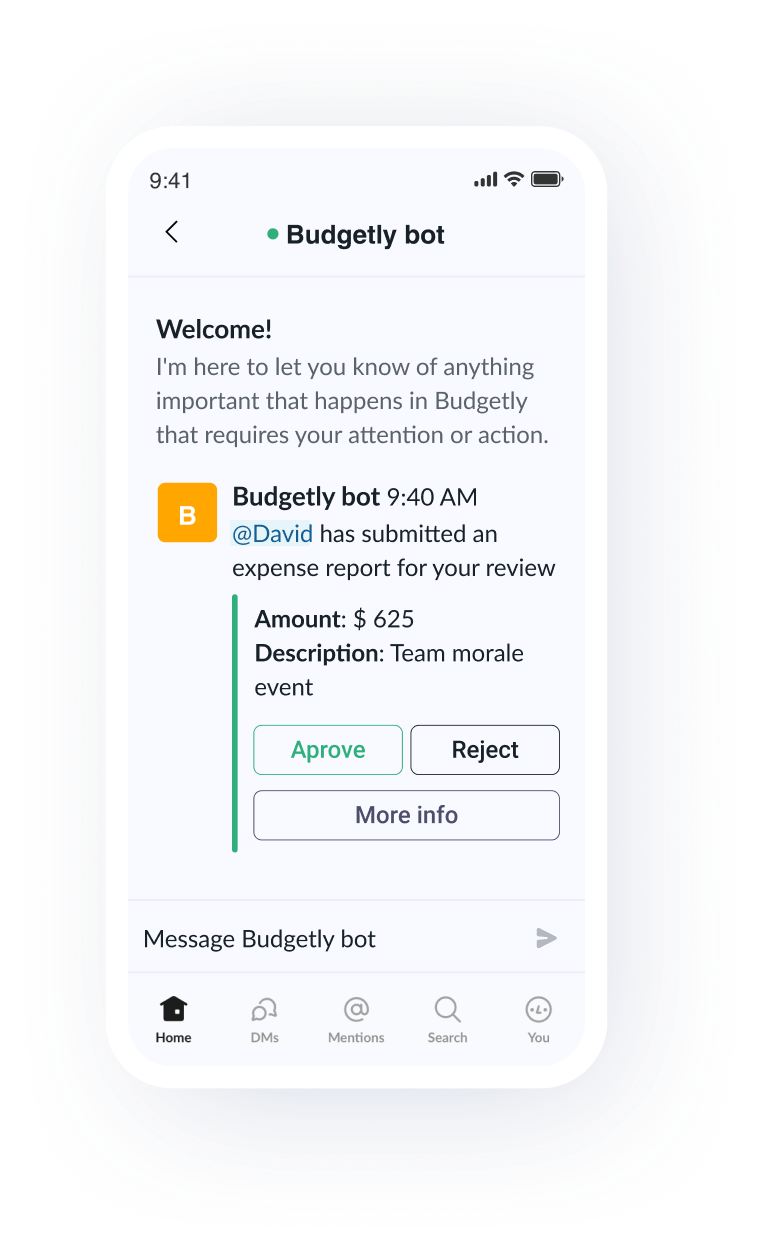 9:41
Budgetly bot
Welcome!
I'm here to let you know of anything
important that happens in Budgetly
that requires your attention or action.
B
Budgetly bot 9:40 AM
@David has submitted an
expense report for your review
Amount: $ 625
Description: Team morale
event
Aprove Reject
More info
Message Budgetly bot
Home DMs Mentions Search You